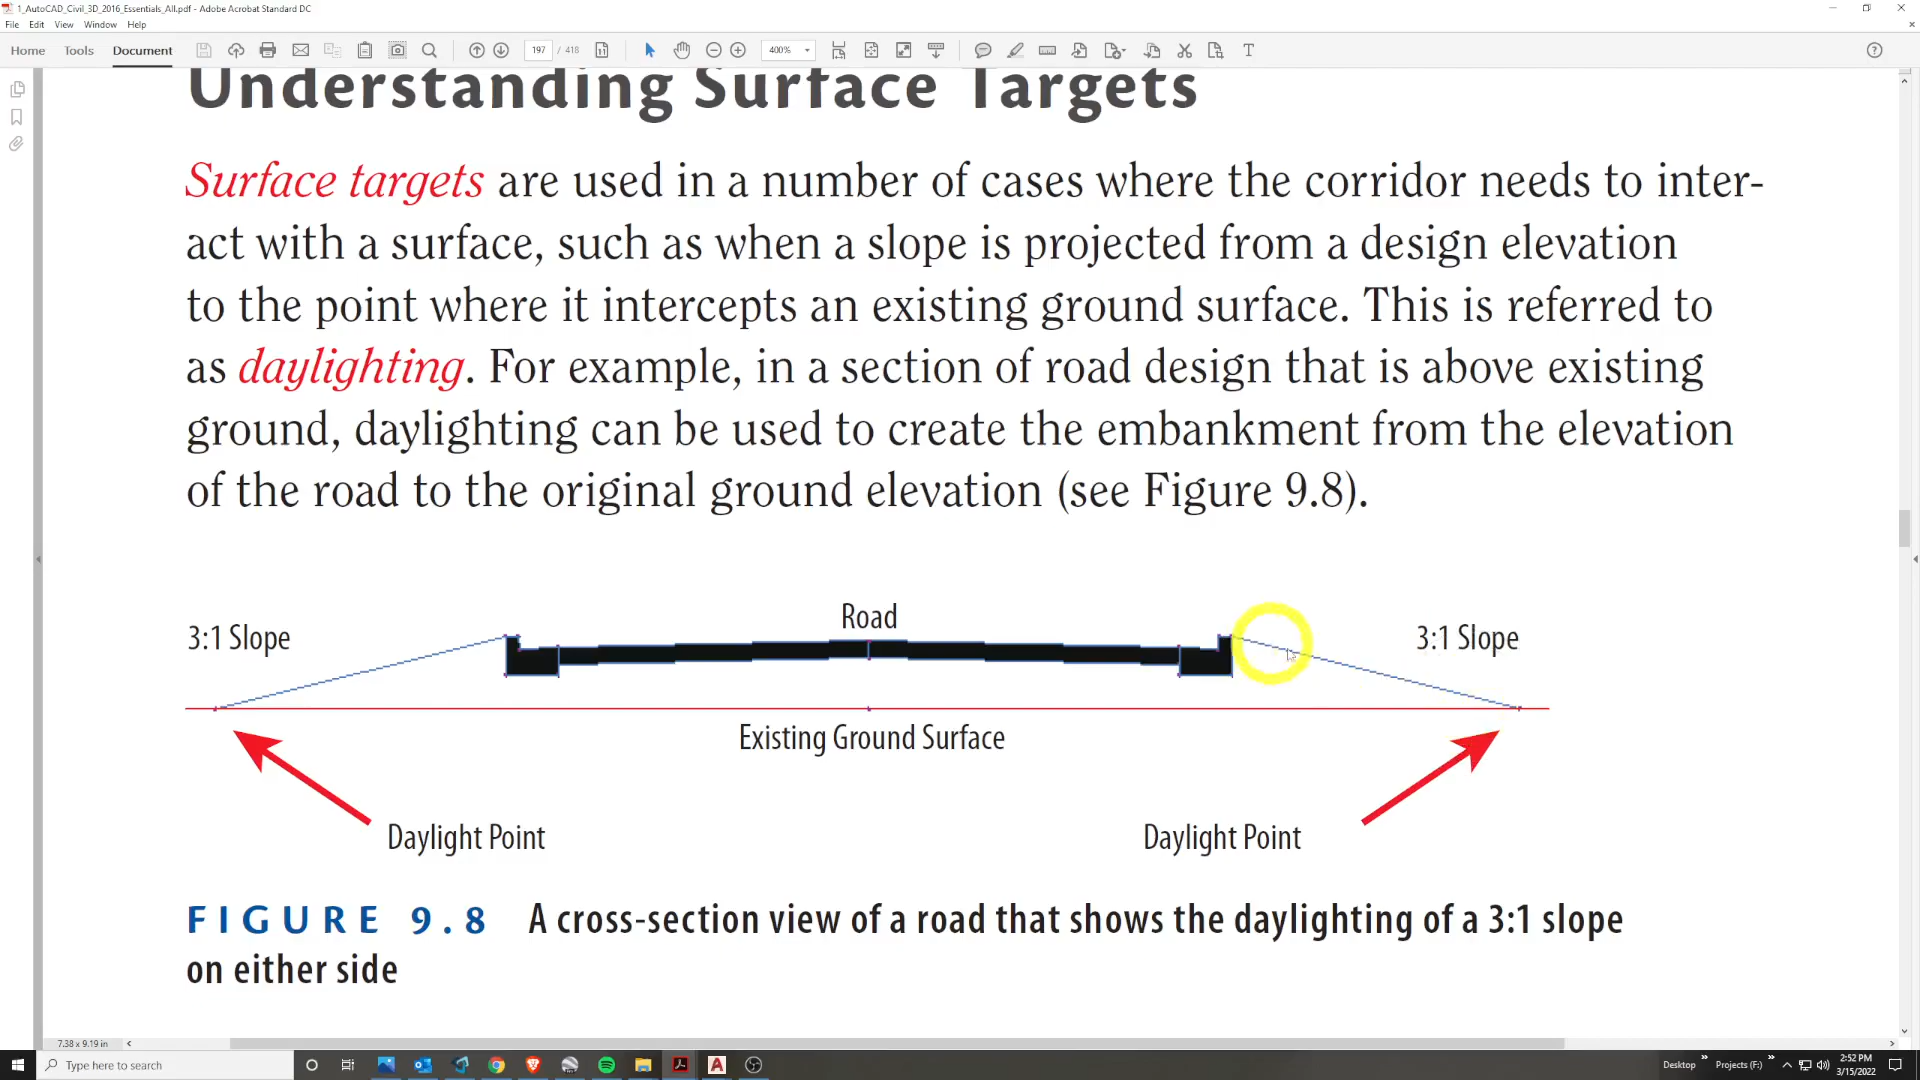 1_AutoCAD_Civil_3D_2016_Essentials_All.pdf - Adobe Acrobat Standard DC
File Edit View Window Help
Home Tools Document 197 / 418 400%
Understanding Surface Targets
Surface targets are used in a number of cases where the corridor needs to inter-
act with a surface, such as when a slope is projected from a design elevation
to the point where it intercepts an existing ground surface. This is referred to
as daylighting. For example, in a section of road design that is above existing
ground, daylighting can be used to create the embankment from the elevation
of the road to the original ground elevation (see Figure 9.8).
Road
3:1 Slope
3:1 Slope
Existing Ground Surface
Daylight Point
Daylight Point
FIGURE 9.8 A cross-section view of a road that shows the daylighting of a 3:1 slope
on either side
7.38 x 9.19 in
Type here to search
Desktop
Projects (F:)
2:52 PM
3/15/2022